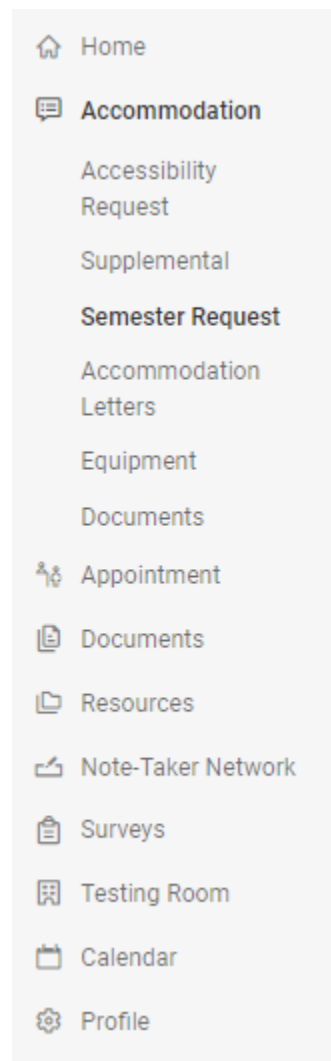 Home
Accommodation
Accessibility
Request
Supplemental
Semester Request
Accommodation
Letters
Equipment
Documents
Appointment
Documents
Resources
Note-Taker Network
Surveys
Testing Room
Calendar
Profile